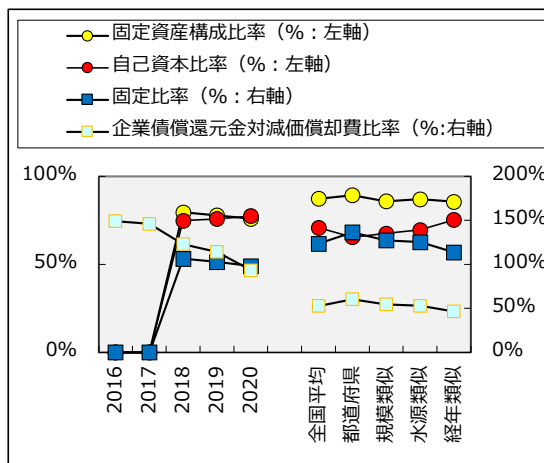 固定資産構成比率（%：左軸）
自己資本比率（%：左軸）
固定比率（%：右軸）
企業債償還元金対減価償却費比率（%:右軸）
100%
50%
0%
200%
150%
100%
50%
0%
2016
2017
2018
2019
2020
全国平均
都道府県
規模類似
水源類似
経年類似